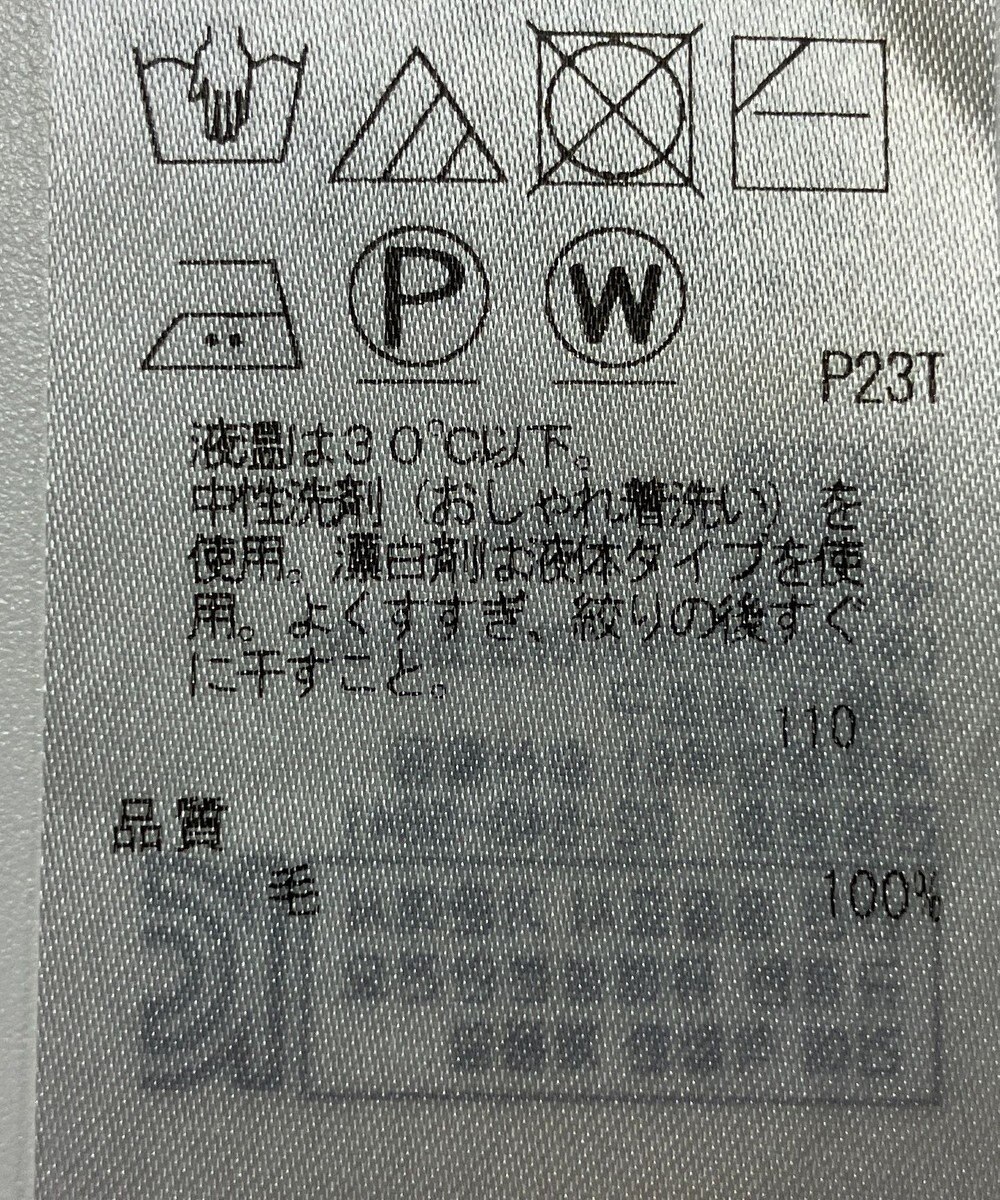 P W
P23T
液温は30℃以下。
中性洗剤(おしゃれ着洗い)を
使用。漂白剤は液体タイプを使
用。よくすすぎ、絞りの後すぐ
に干すこと。
110
品質
毛 100%